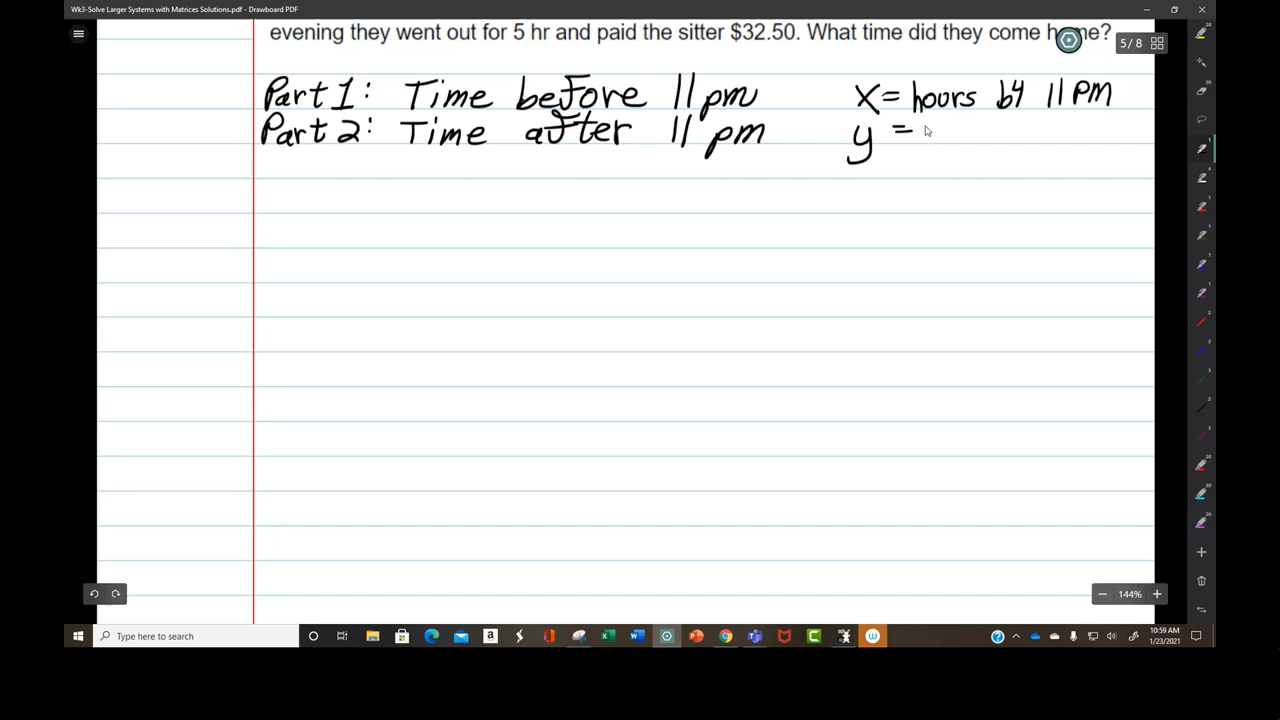 Wk3-Solve Larger Systems with Matrices Solutions.pdf - Drawboard PDF
evening they went out for 5 hr and paid the sitter $32.50. What time did they come home?
5 / 8
Part 1: Time before 11 pm
x = hours by 11 PM
Part 2: Time after 11 pm
y =
144%
Type here to search
10:59 AM
1/23/2021